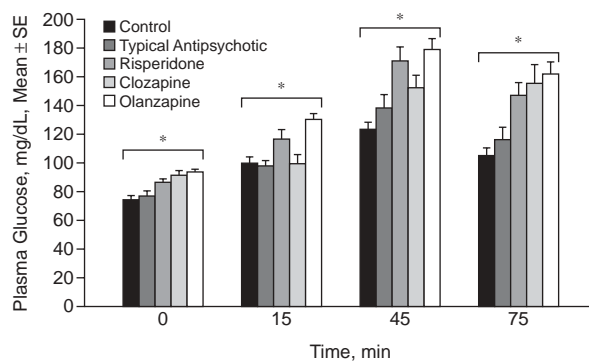 200
180
160
140
120
100
80
60
40
20
0
Plasma Glucose, mg/dL, Mean ± SE
Control
Typical Antipsychotic
Risperidone
Clozapine
Olanzapine
*
*
*
*
0 15 45 75
Time, min